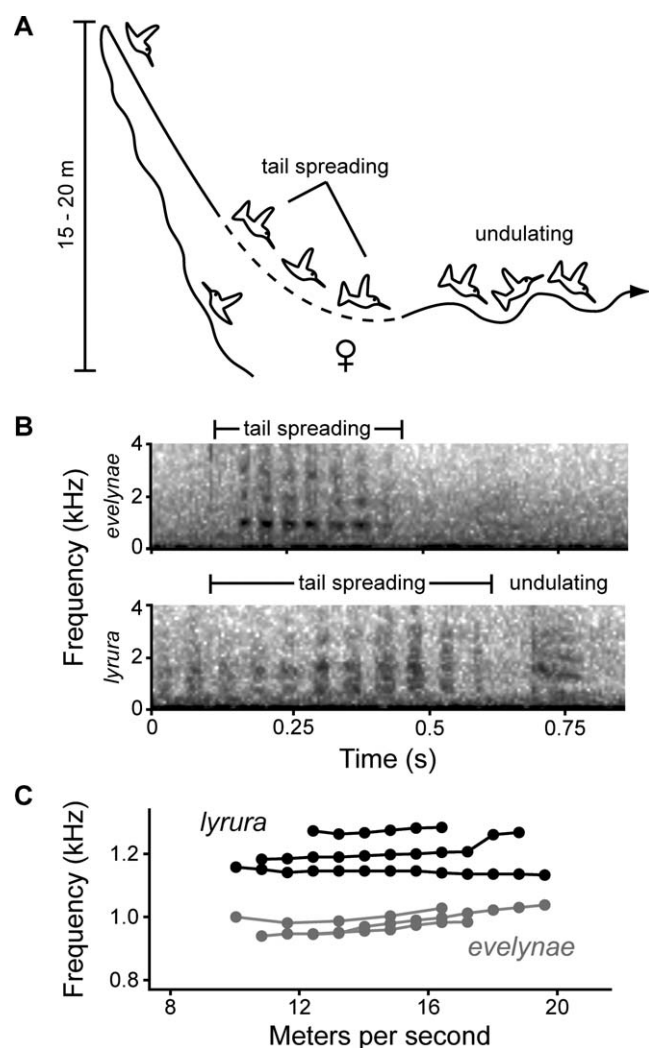 A
15 - 20 m
tail spreading
undulating
♀
B
tail spreading
Frequency (kHz)
evelynae
4
2
0
tail spreading
undulating
lyrura
4
2
0
0
0.25
0.5
0.75
Time (s)
C
Frequency (kHz)
1.2
1.0
0.8
lyrura
evelynae
8
12
16
20
Meters per second